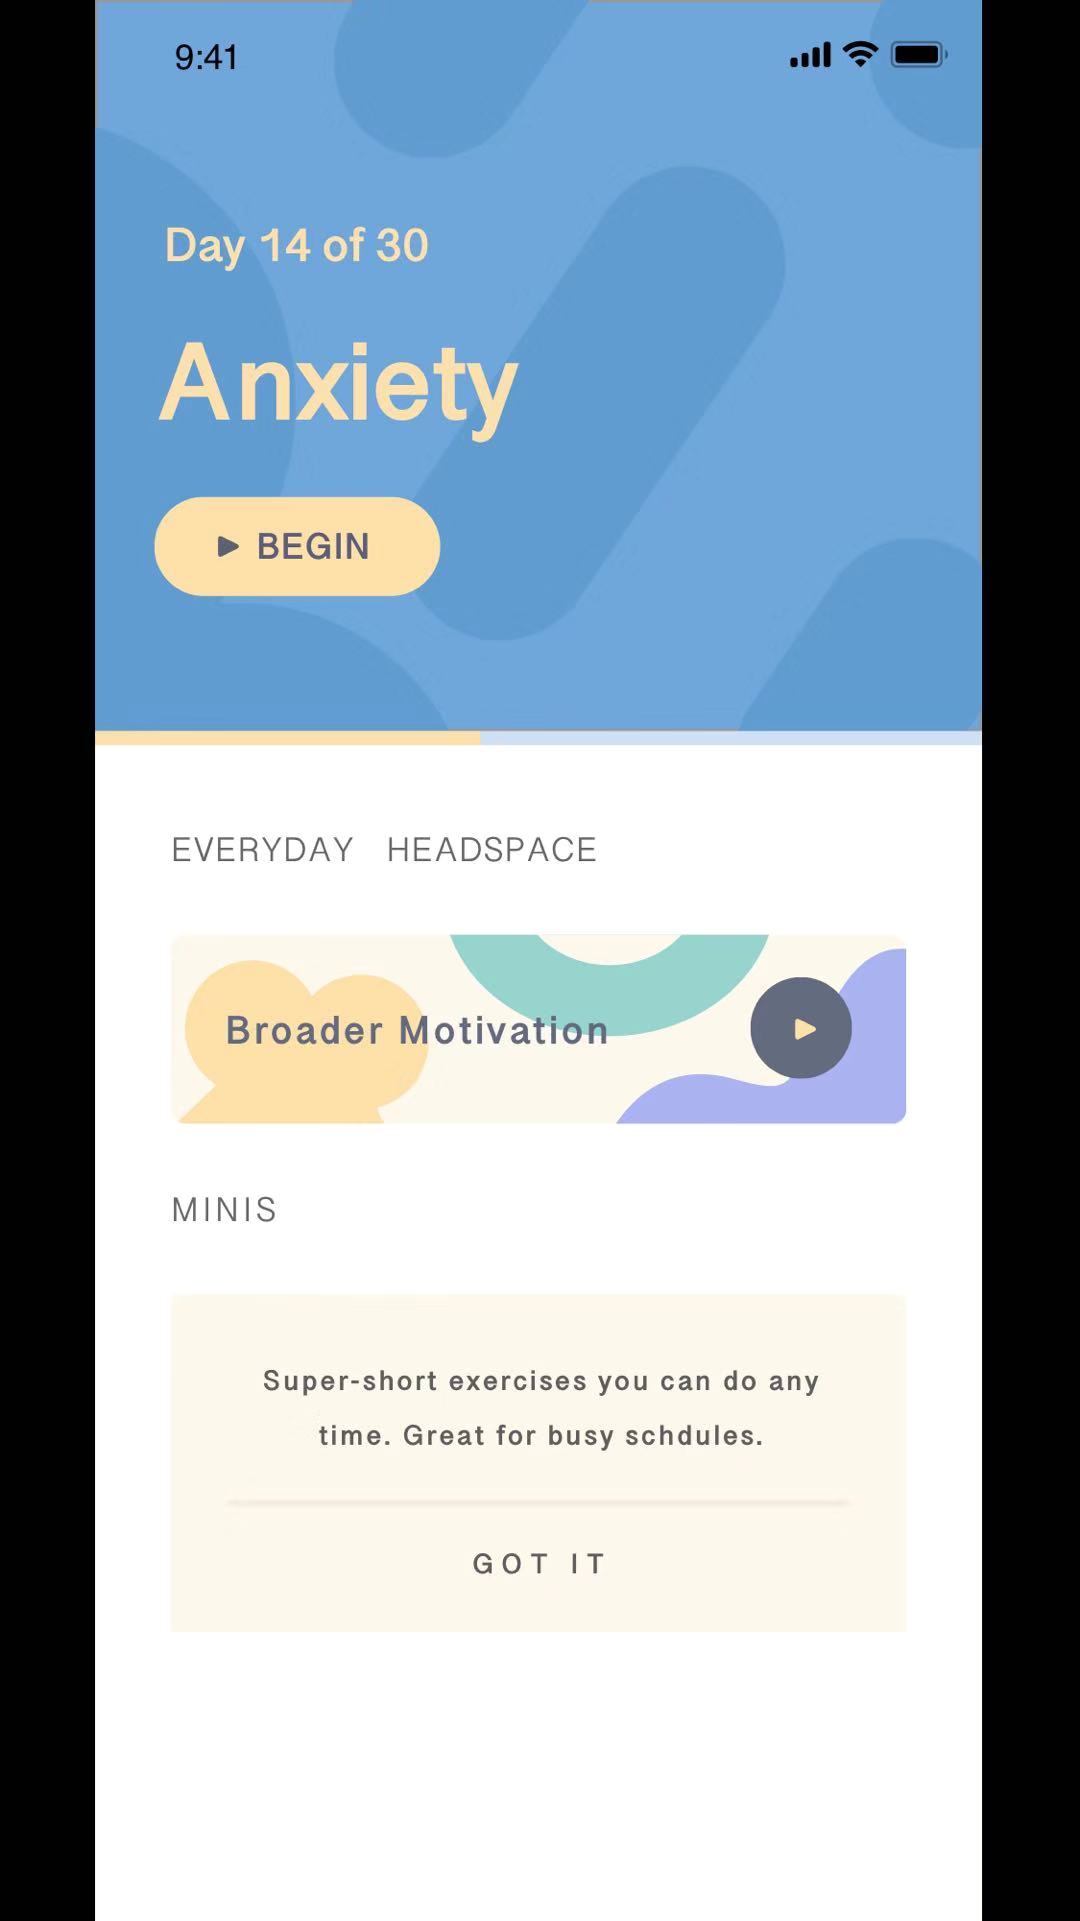 9:41
Day 14 of 30
Anxiety
BEGIN
EVERYDAY HEADSPACE
Broader Motivation
MINIS
Super-short exercises you can do any
time. Great for busy schdules.
GOT IT